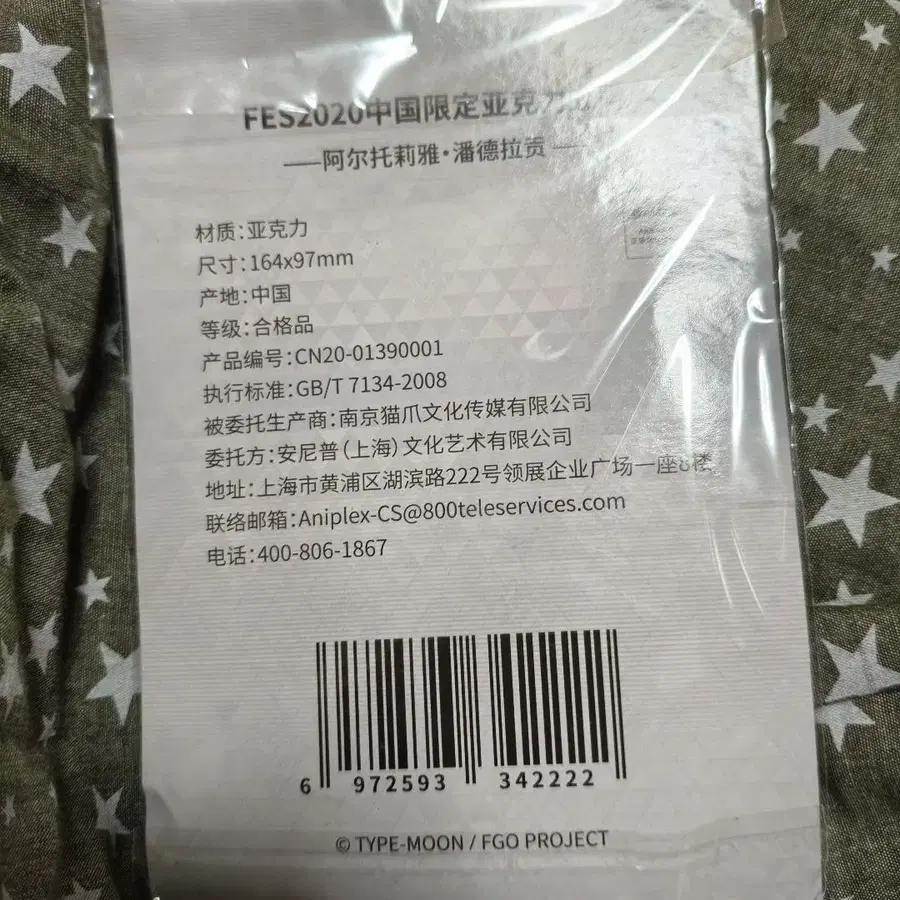 FES2020中国限定亚克力
——阿尔托莉雅·潘德拉贡——
材质：亚克力
尺寸：164x97mm
产地：中国
等级：合格品
产品编号：CN20-01390001
执行标准：GB/T 7134-2008
被委托生产商：南京猫爪文化传媒有限公司
委托方：安尼普（上海）文化艺术有限公司
地址：上海市黄浦区湖滨路222号领展企业广场一座8楼
联络邮箱：Aniplex-CS@800teleservices.com
电话：400-806-1867
6 972593 342222
© TYPE-MOON / FGO PROJECT